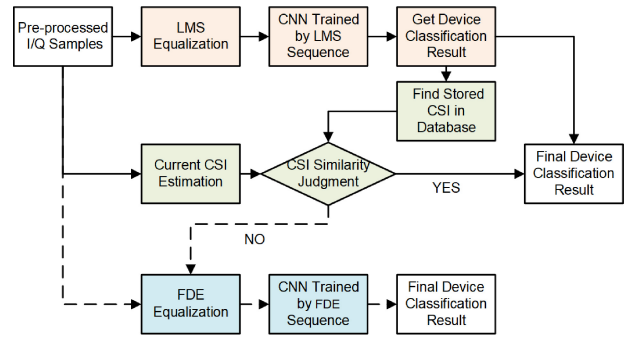 Pre-processed
I/Q Samples
LMS
Equalization
CNN Trained
by LMS
Sequence
Get Device
Classification
Result
Find Stored
CSI in
Database
Current CSI
Estimation
CSI Similarity
Judgment
YES
Final Device
Classification
Result
NO
FDE
Equalization
CNN Trained
by FDE
Sequence
Final Device
Classification
Result